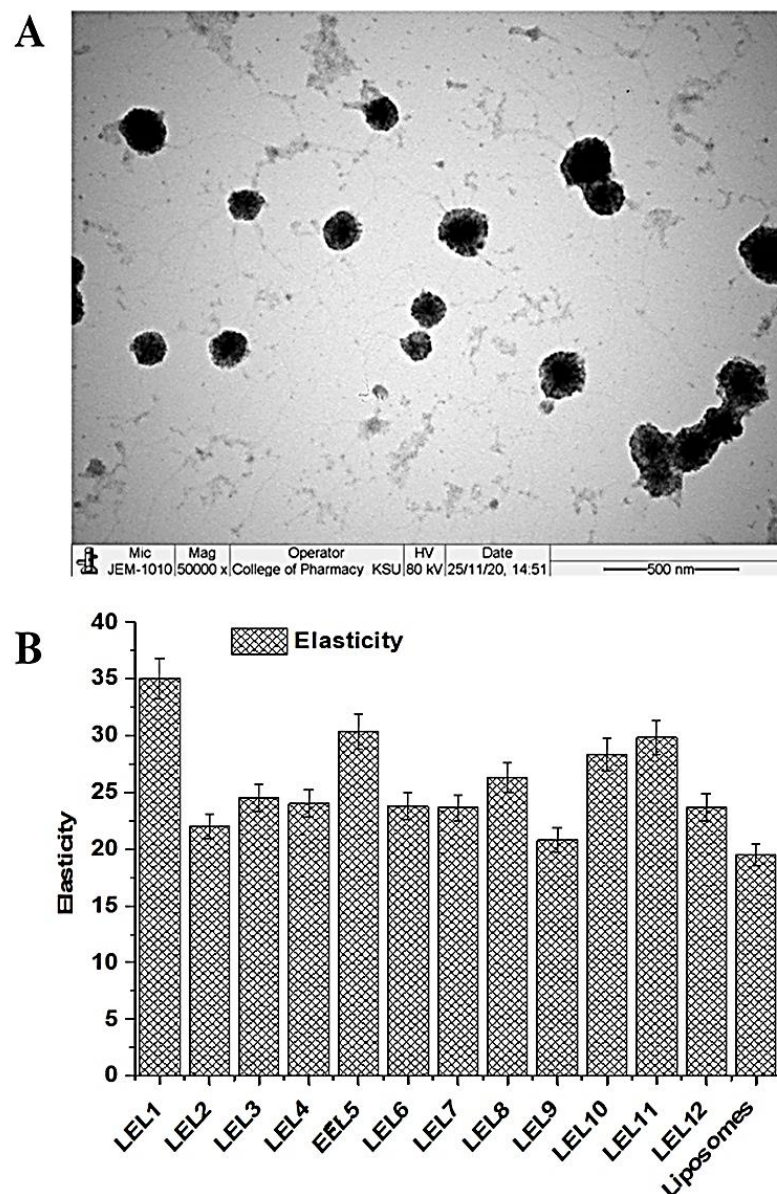 A
Mic Mag Operator HV Date
JEM-1010 50000 x College of Pharmacy KSU 80 kV 25/11/20, 14:51 500 nm
B
Elasticity
Elasticity
40
35
30
25
20
15
10
5
0
LEL1 LEL2 LEL3 LEL4 EEL5 LEL6 LEL7 LEL8 LEL9 LEL10 LEL11 LEL12 Liposomes